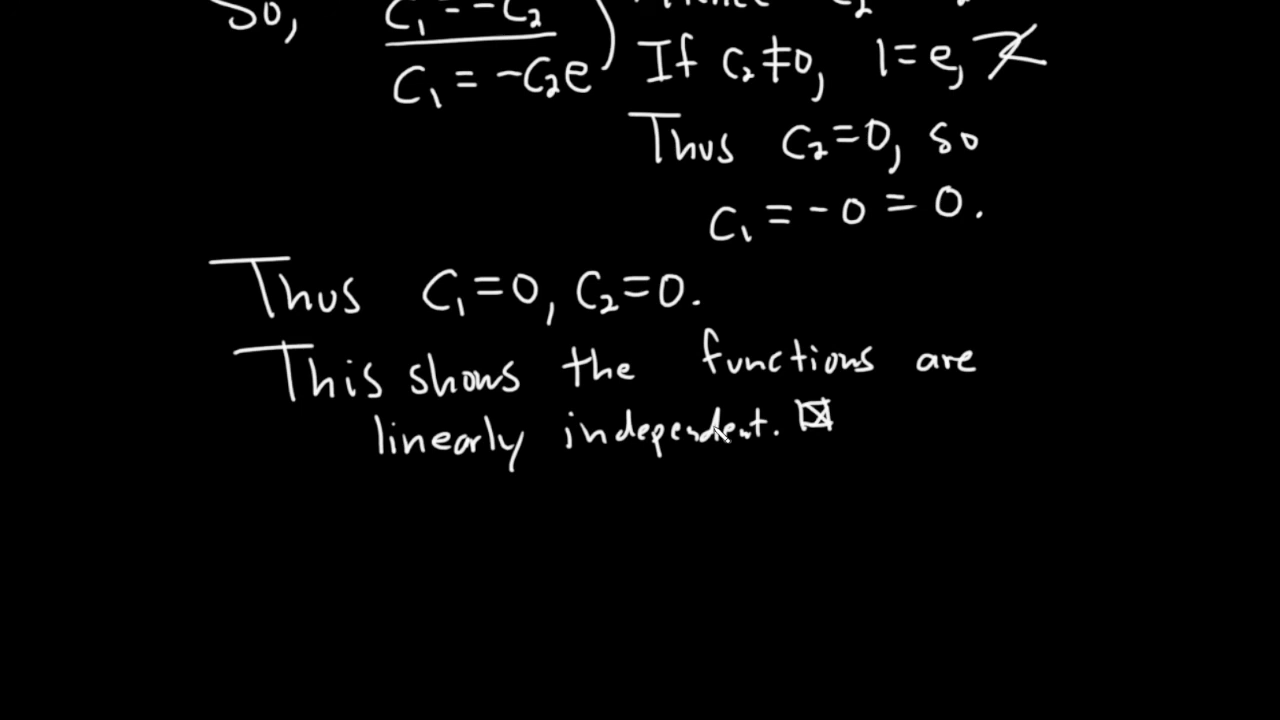 So, C₁ = -C₂
C₁ = -C₂e
If C₂≠0, 1=e,
Thus C₂=0, so
C₁ = -0 = 0.
Thus C₁=0, C₂=0.
This shows the functions are
linearly independent.